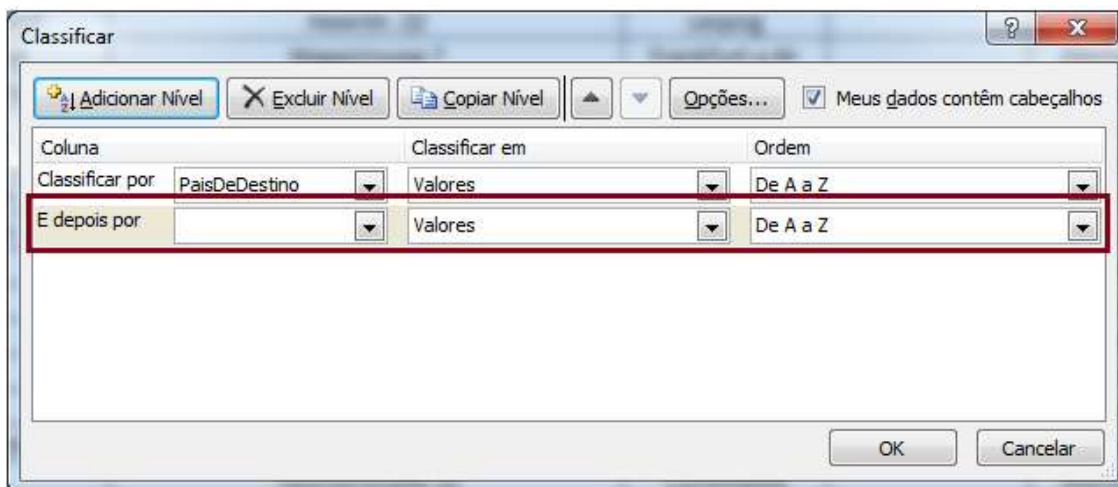 Classificar
Adicionar Nível Excluir Nível Copiar Nível Opções... Meus dados contêm cabeçalhos
Coluna Classificar em Ordem
Classificar por PaisDeDestino Valores De A a Z
E depois por Valores De A a Z
OK Cancelar